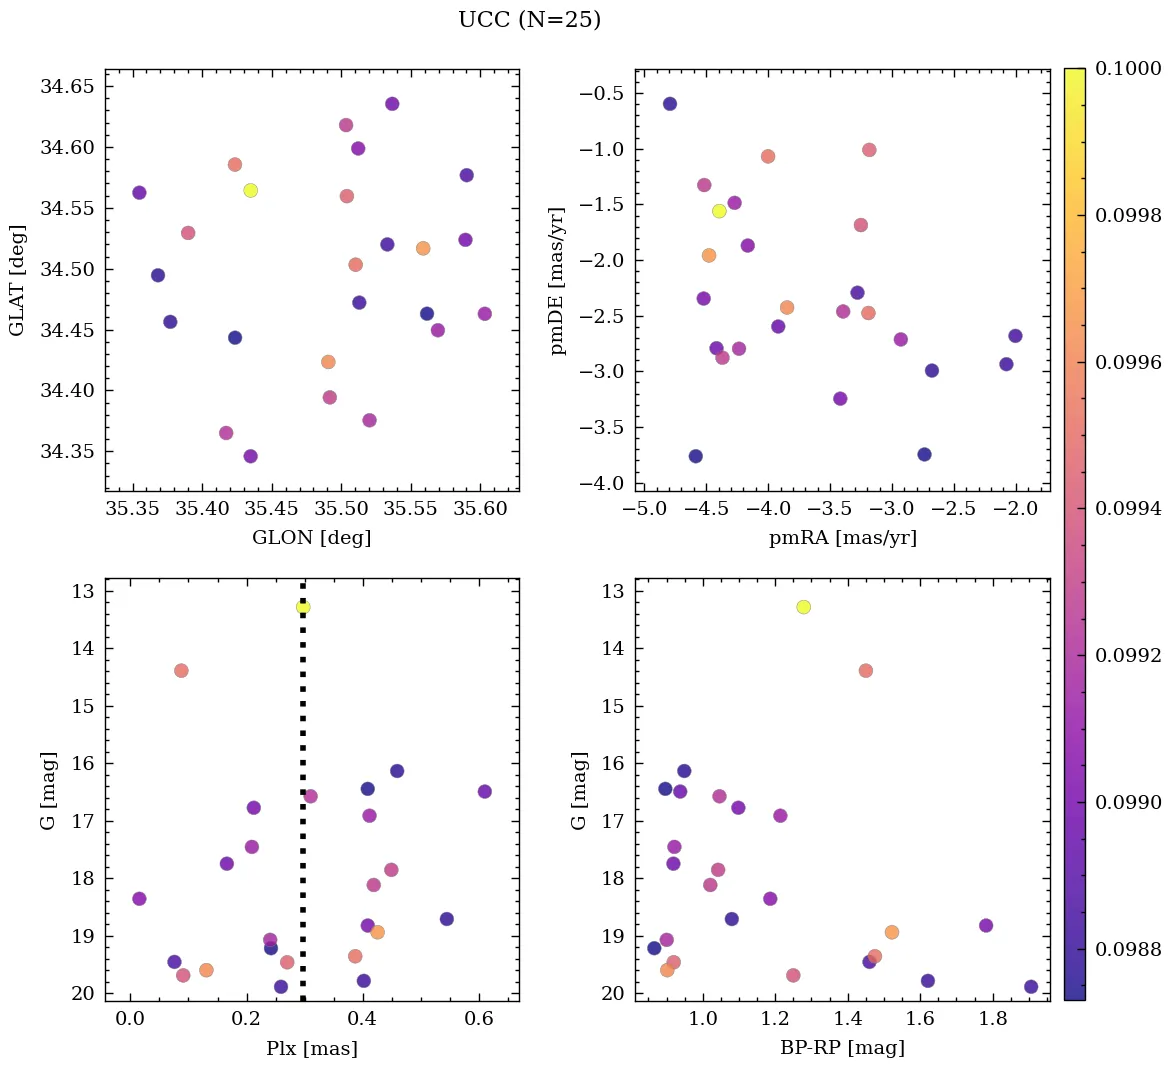 UCC (N=25)
34.65
34.60
34.55
34.50
34.45
34.40
34.35
GLAT [deg]
35.35 35.40 35.45 35.50 35.55 35.60
GLON [deg]
−0.5
−1.0
−1.5
−2.0
−2.5
−3.0
−3.5
−4.0
pmDE [mas/yr]
−5.0 −4.5 −4.0 −3.5 −3.0 −2.5 −2.0
pmRA [mas/yr]
13
14
15
16
17
18
19
20
G [mag]
0.0 0.2 0.4 0.6
Plx [mas]
13
14
15
16
17
18
19
20
G [mag]
1.0 1.2 1.4 1.6 1.8
BP-RP [mag]
0.1000
0.0998
0.0996
0.0994
0.0992
0.0990
0.0988